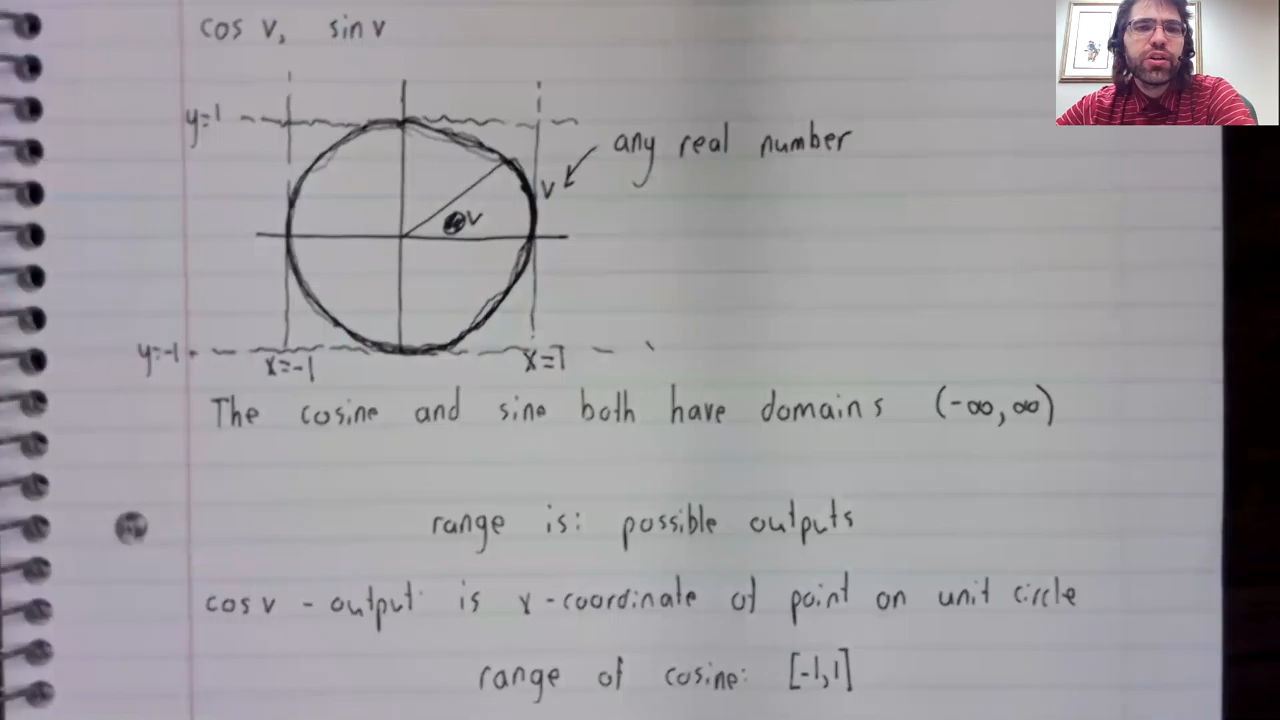 cos v, sin v
y=1
any real number
v
v
y=-1
x=-1
x=1
The cosine and sine both have domains (-∞,∞)
range is: possible outputs
cos v - output is x-coordinate of point on unit circle
range of cosine: [-1,1]